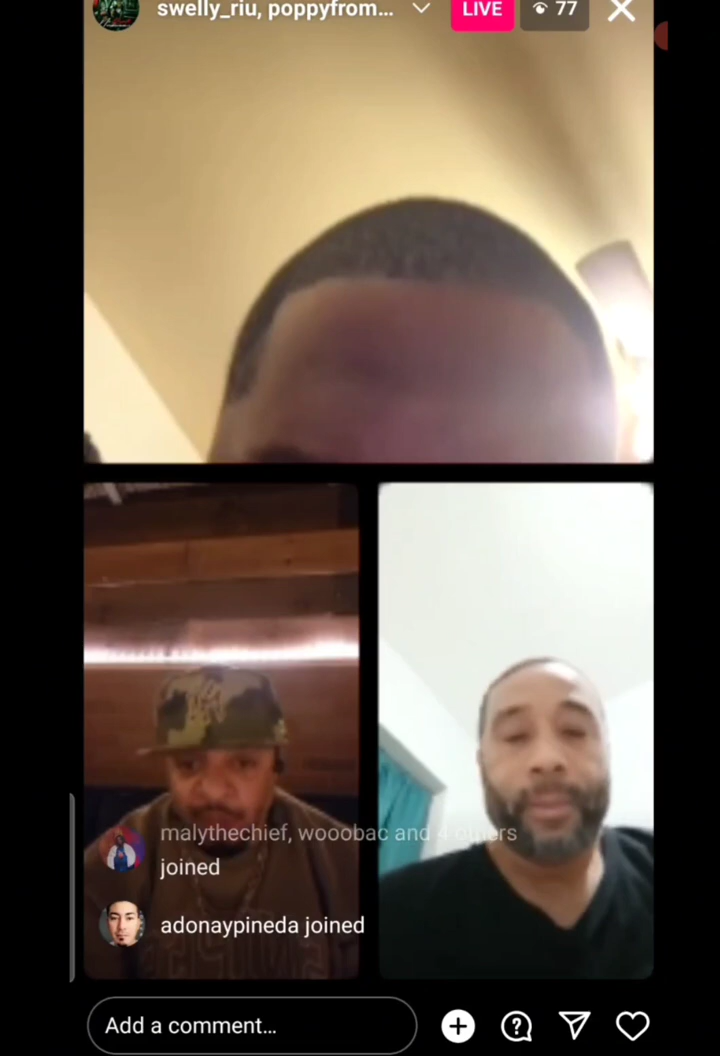 swelly_riu, poppyfrom...
LIVE
77
malythechief, wooobac and 4 others
joined
adonaypineda joined
Add a comment...